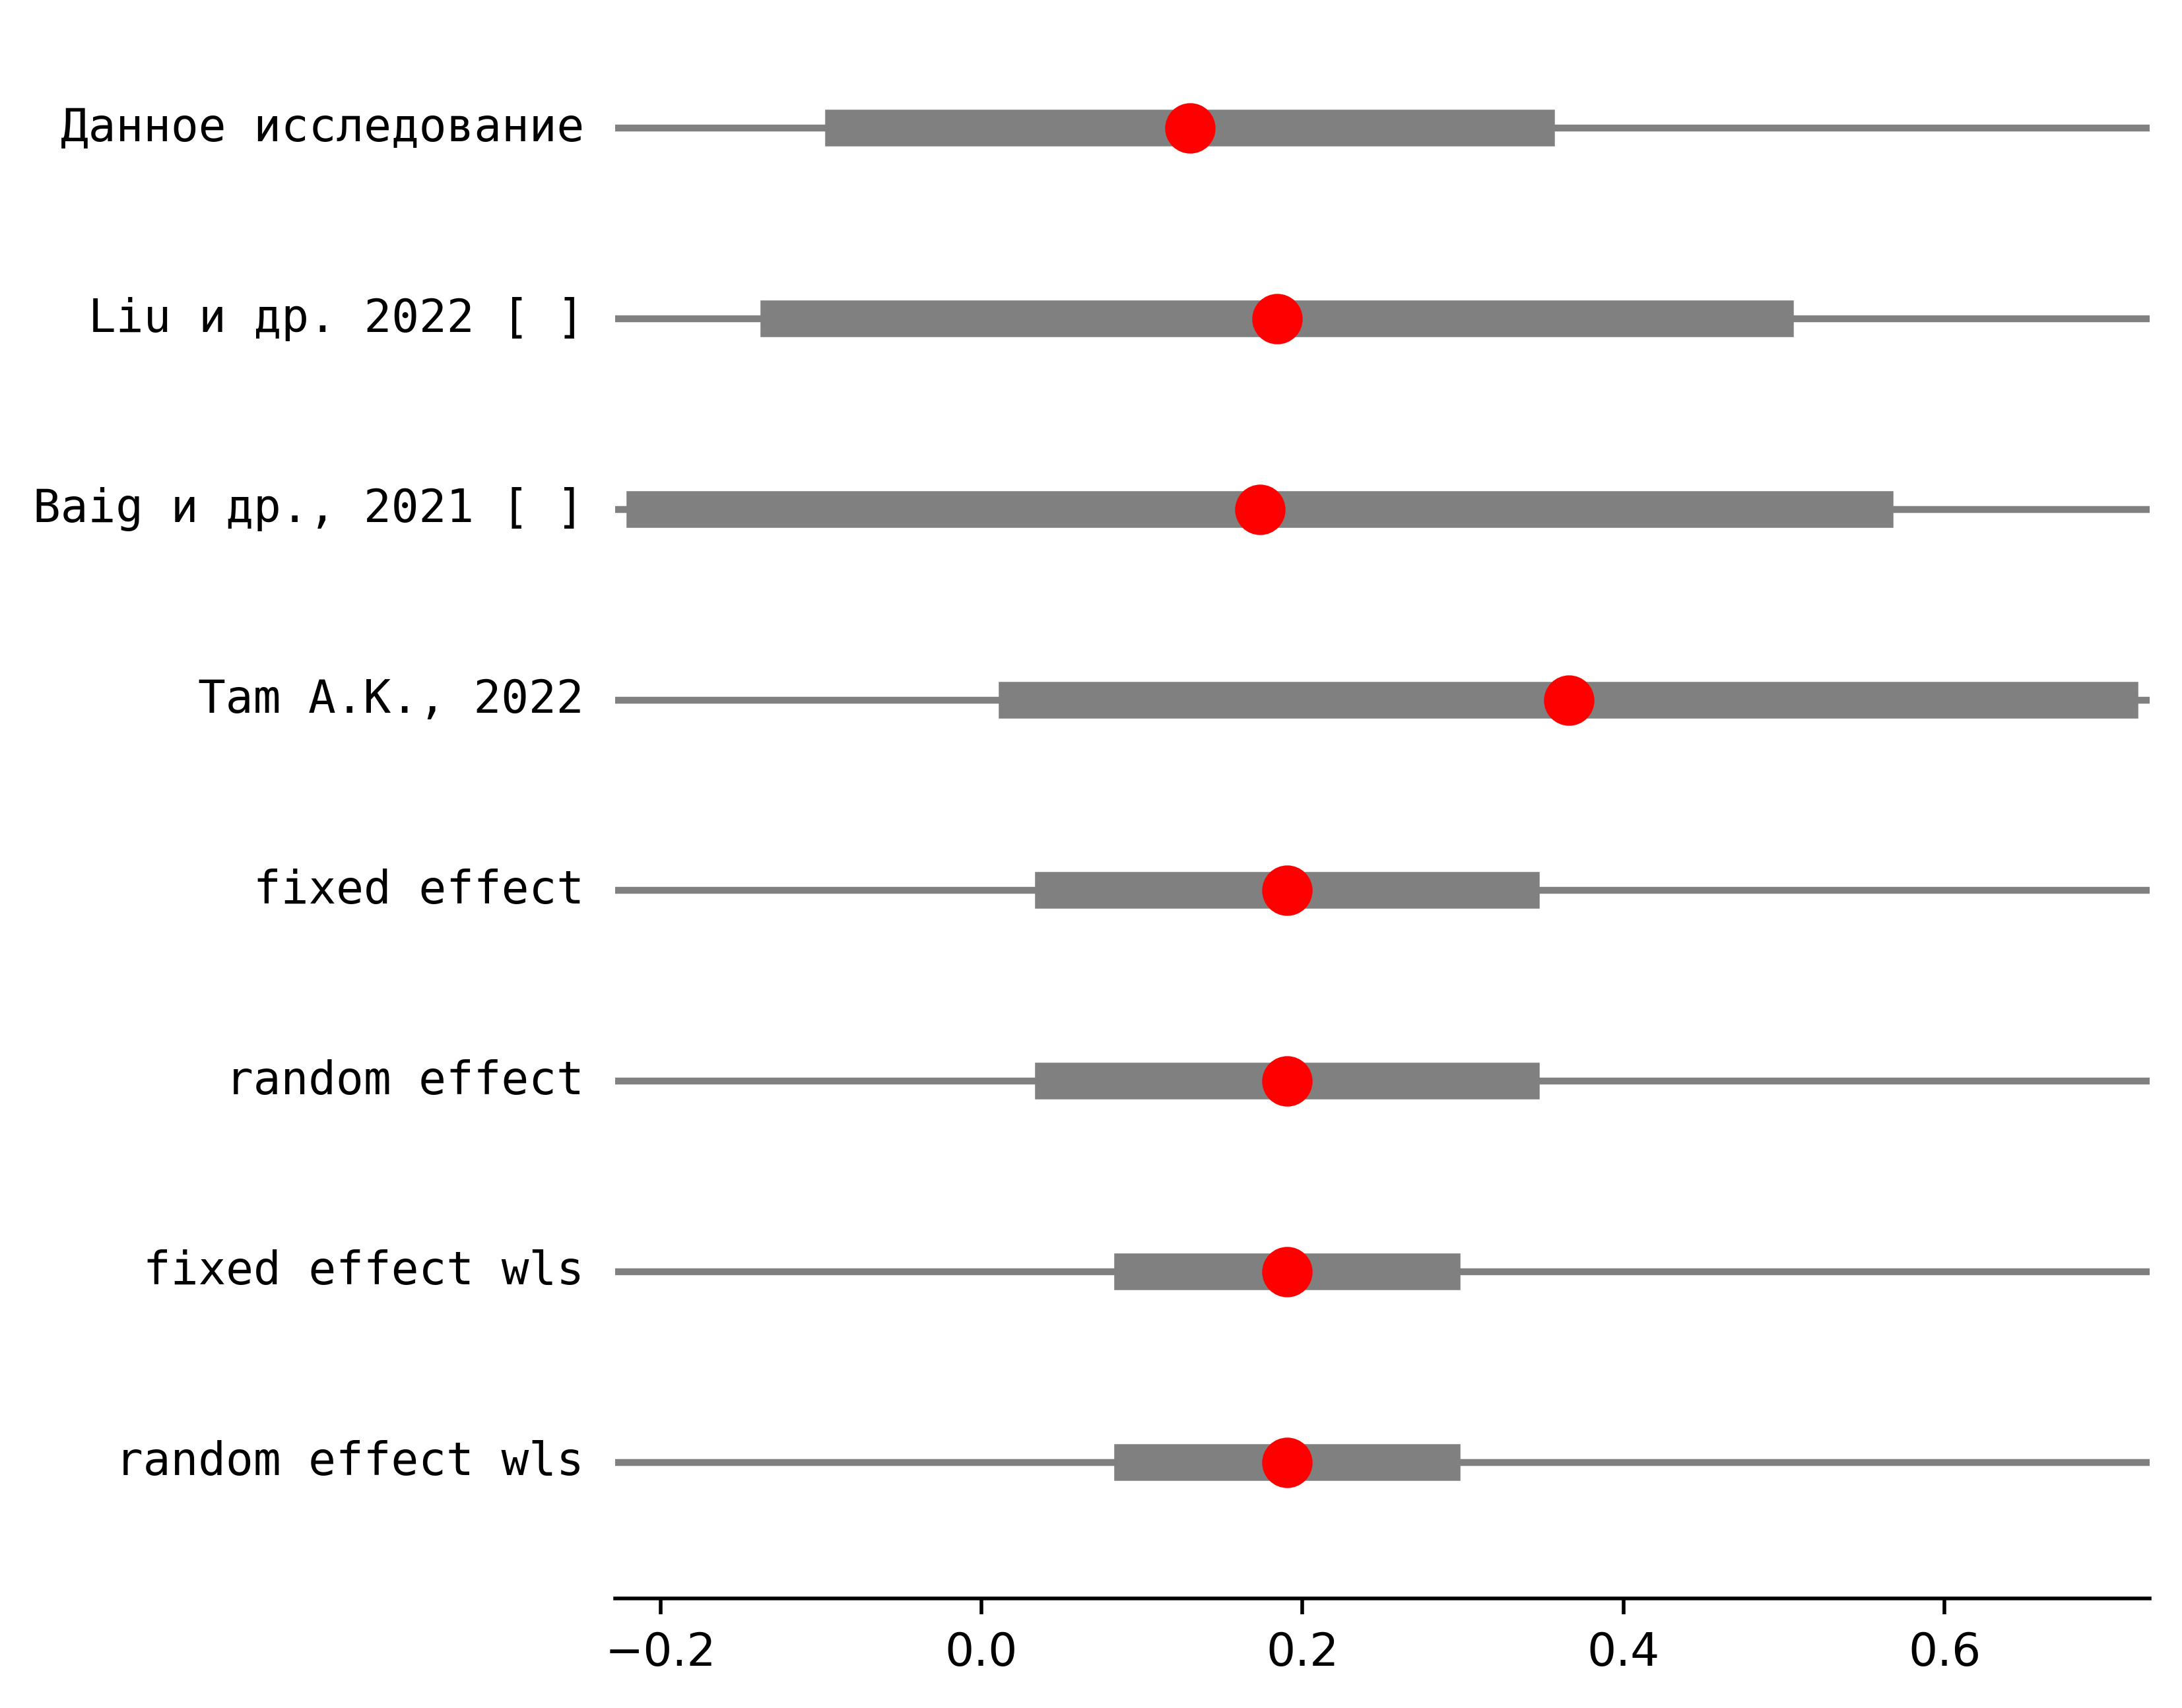 Данное исследование
Liu и др. 2022 [ ]
Baig и др., 2021 [ ]
Tam A.K., 2022
fixed effect
random effect
fixed effect wls
random effect wls
−0.2 0.0 0.2 0.4 0.6